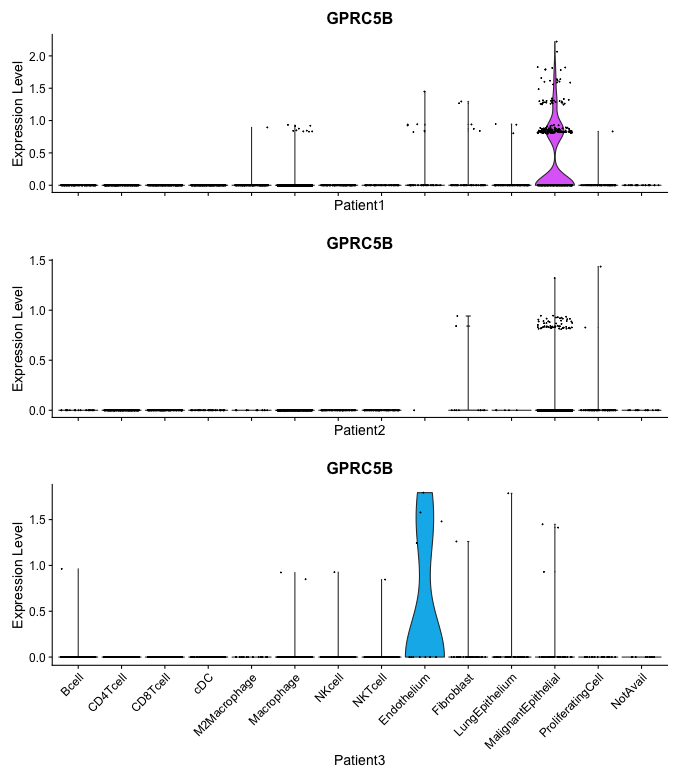 GPRC5B
Expression Level
2.0
1.5
1.0
0.5
0.0
Patient1
GPRC5B
Expression Level
1.5
1.0
0.5
0.0
Patient2
GPRC5B
Expression Level
1.5
1.0
0.5
0.0
Bcell
CD4Tcell
CD8Tcell
cDC
M2Macrophage
Macrophage
NKcell
NKTcell
Endothelium
Fibroblast
LungEpithelium
MalignantEpithelial
ProliferatingCell
NotAvail
Patient3